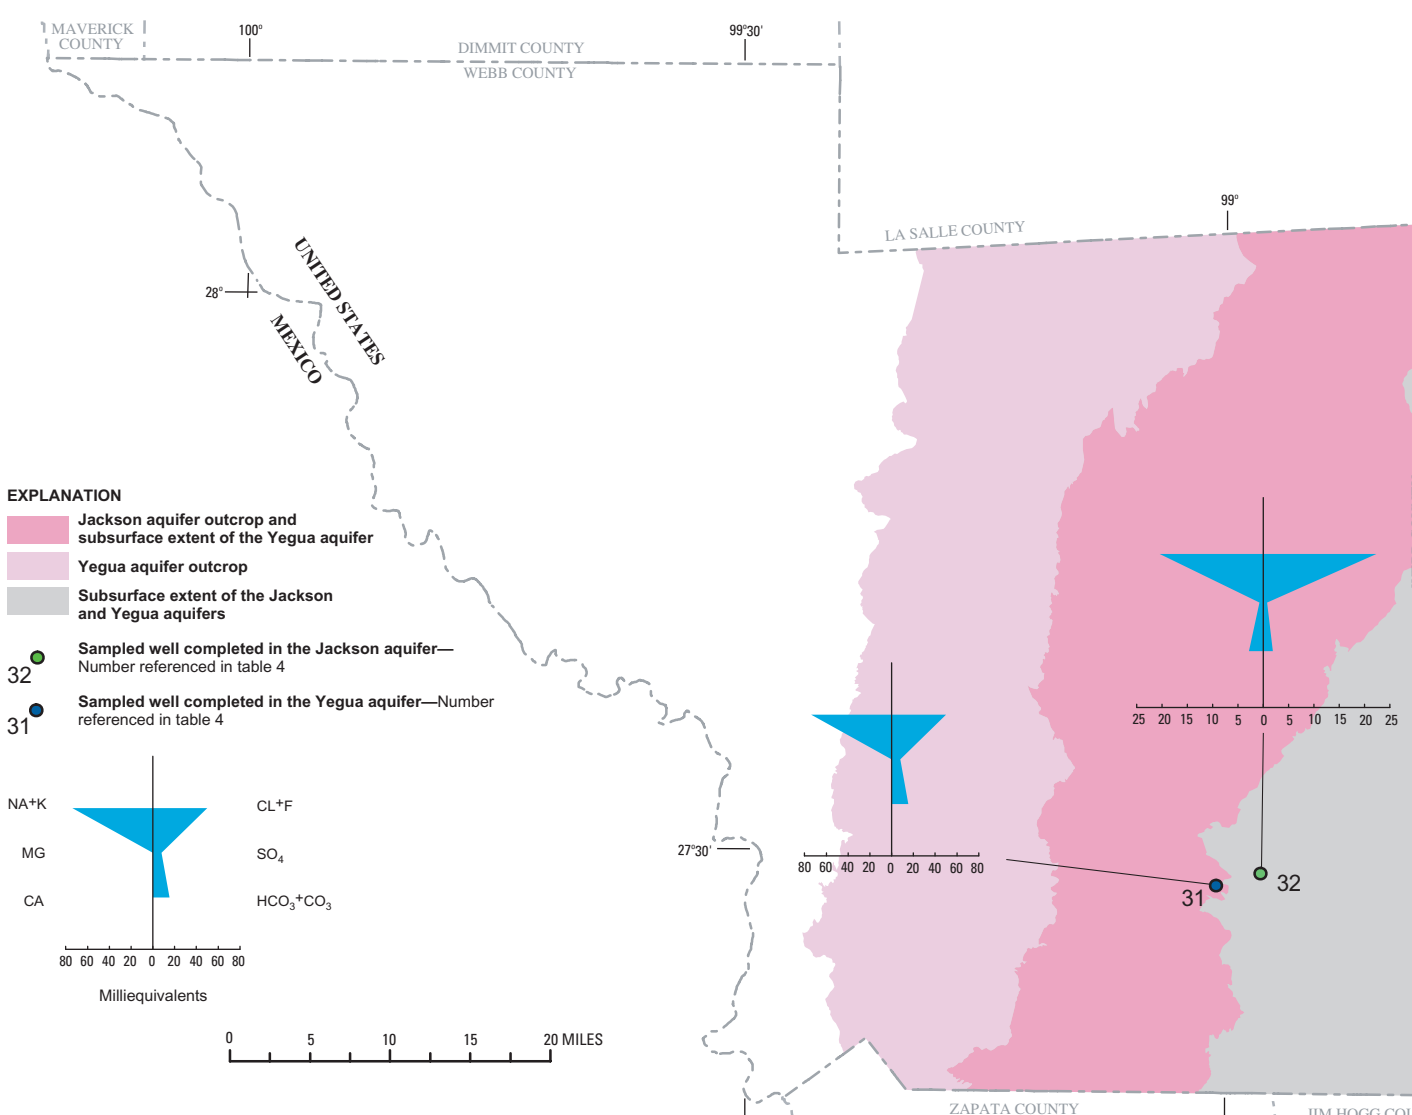 MAVERICK
COUNTY
100°
99°30'
DIMMIT COUNTY
WEBB COUNTY
99°
LA SALLE COUNTY
28°
UNITED STATES
MEXICO
EXPLANATION
Jackson aquifer outcrop and
subsurface extent of the Yegua aquifer
Yegua aquifer outcrop
Subsurface extent of the Jackson
and Yegua aquifers
32
Sampled well completed in the Jackson aquifer—
Number referenced in table 4
31
Sampled well completed in the Yegua aquifer—Number
referenced in table 4
NA+K
CL+F
MG
SO4
CA
HCO3+CO3
80 60 40 20 0 20 40 60 80
Milliequivalents
0 5 10 15 20 MILES
25 20 15 10 5 0 5 10 15 20 25
27°30'
80 60 40 20 0 20 40 60 80
31
32
ZAPATA COUNTY